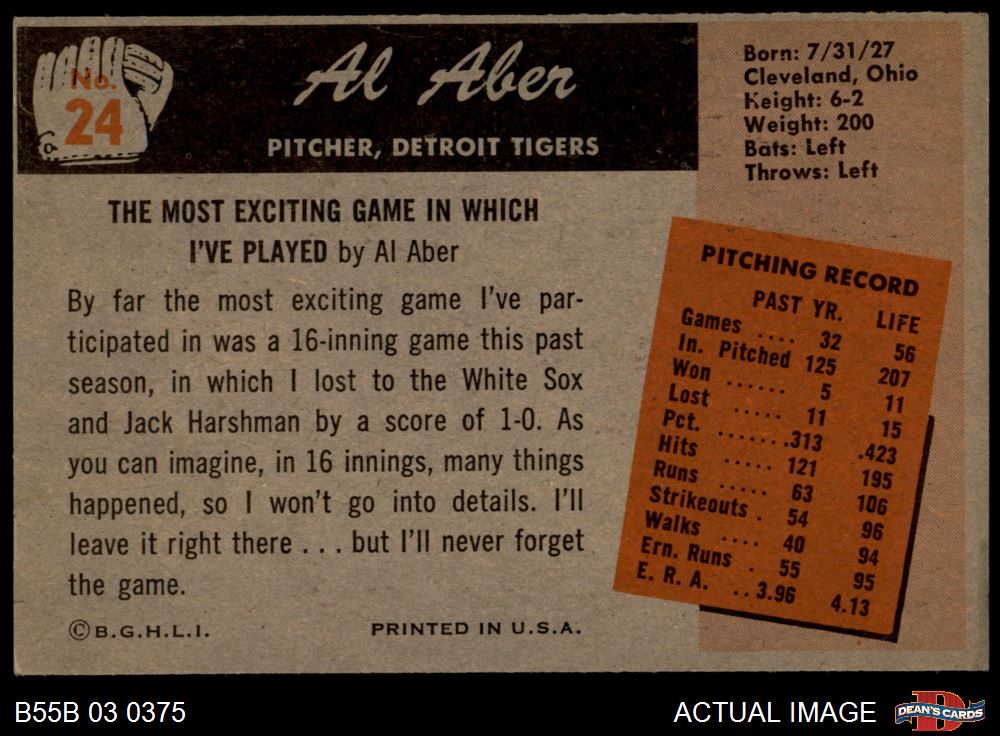 No.
24
Al Aber
PITCHER, DETROIT TIGERS
Born: 7/31/27
Cleveland, Ohio
Height: 6-2
Weight: 200
Bats: Left
Throws: Left
THE MOST EXCITING GAME IN WHICH
I'VE PLAYED by Al Aber
By far the most exciting game I've par-
ticipated in was a 16-inning game this past
season, in which I lost to the White Sox
and Jack Harshman by a score of 1-0. As
you can imagine, in 16 innings, many things
happened, so I won't go into details. I'll
leave it right there . . . but I'll never forget
the game.
©B.G.H.L.I. PRINTED IN U.S.A.
PITCHING RECORD
PAST YR. LIFE
Games .... 32 56
In. Pitched 125 207
Won ...... 5 11
Lost ..... 11 15
Pct. .......313 .423
Hits ..... 121 195
Runs ..... 63 106
Strikeouts . 54 96
Walks .... 40 94
Ern. Runs . 55 95
E. R. A. ..3.96 4.13
B55B 03 0375
ACTUAL IMAGE
D
DEAN'S CARDS